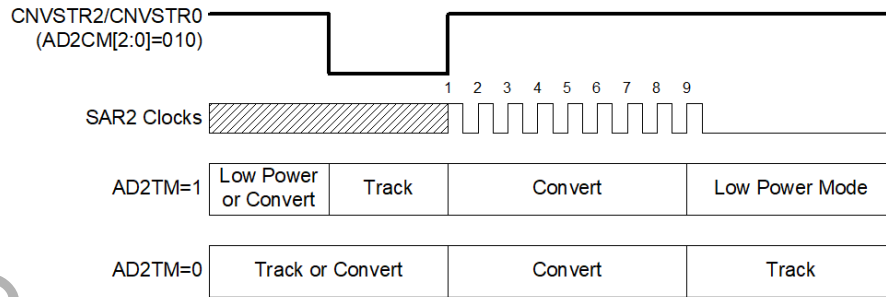 CNVSTR2/CNVSTR0
(AD2CM[2:0]=010)
1 2 3 4 5 6 7 8 9
SAR2 Clocks
AD2TM=1
Low Power
or Convert
Track
Convert
Low Power Mode
AD2TM=0
Track or Convert
Convert
Track